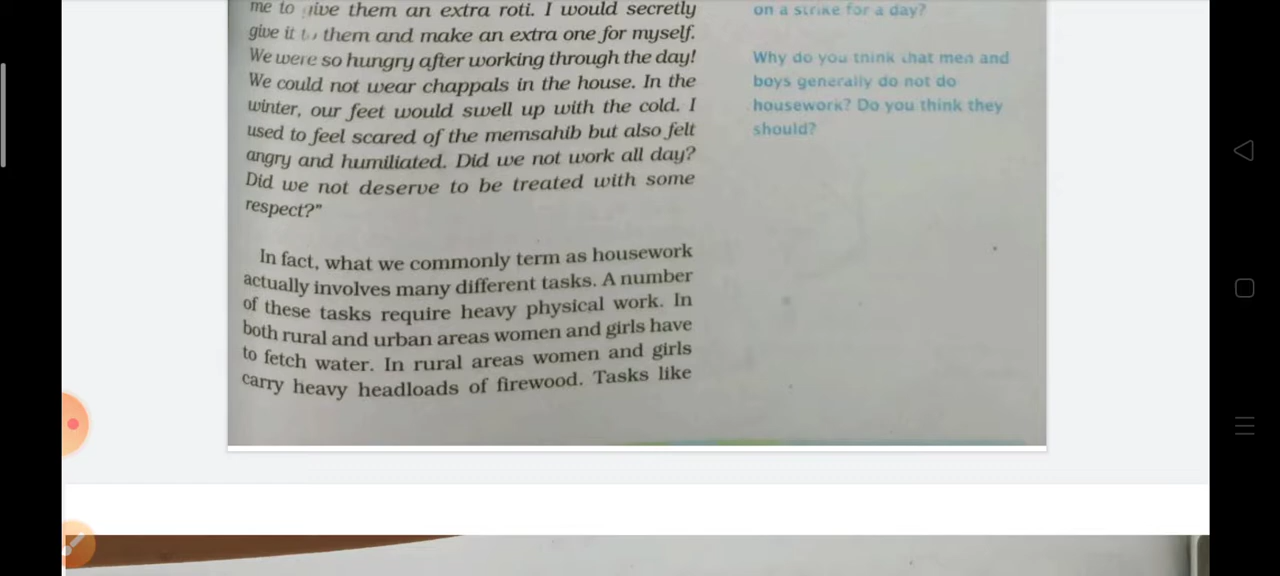 me to give them an extra roti. I would secretly
give it to them and make an extra one for myself.
We were so hungry after working through the day!
We could not wear chappals in the house. In the
winter, our feet would swell up with the cold. I
used to feel scared of the memsahib but also felt
angry and humiliated. Did we not work all day?
Did we not deserve to be treated with some
respect?"
In fact, what we commonly term as housework
actually involves many different tasks. A number
of these tasks require heavy physical work. In
both rural and urban areas women and girls have
to fetch water. In rural areas women and girls
carry heavy headloads of firewood. Tasks like
on a strike for a day?
Why do you think that men and
boys generally do not do
housework? Do you think they
should?